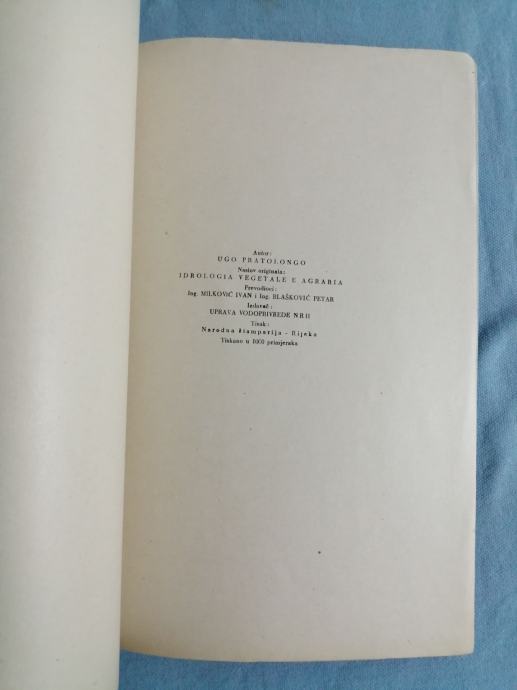 Autor:
UGO PRATOLONGO
Naslov originala:
IDROLOGIA VEGETALE E AGRARIA
Prevodioci:
Ing. MILKOVIĆ IVAN i Ing. BLAŠKOVIĆ PETAR
Izdavač:
UPRAVA VODOPRIVREDE NRH
Tisak:
Narodna štamparija - Rijeka
Tiskano u 1000 primjeraka